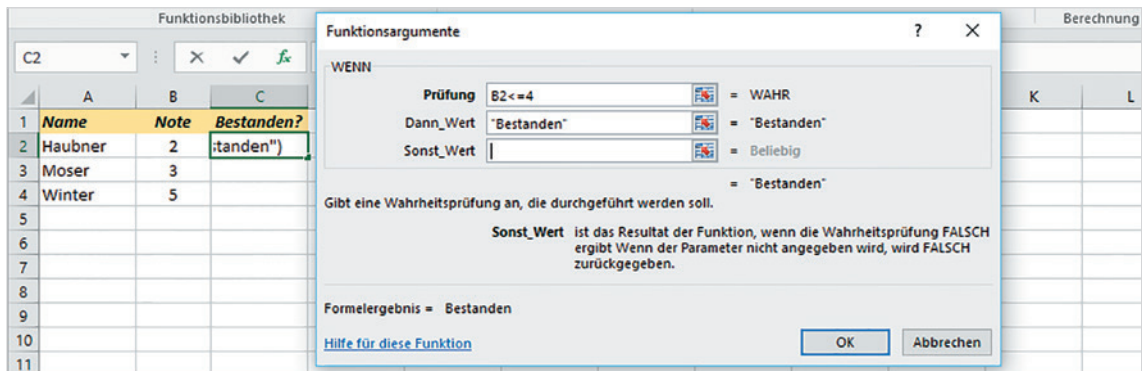 Funktionsbibliothek
Berechnung
C2
fx
A B C K L
1 Name Note Bestanden?
2 Haubner 2 :tanden")
3 Moser 3
4 Winter 5
5
6
7
8
9
10
11
Funktionsargumente ? ×
WENN
Prüfung B2<=4 = WAHR
Dann_Wert "Bestanden" = "Bestanden"
Sonst_Wert = Beliebig
= "Bestanden"
Gibt eine Wahrheitsprüfung an, die durchgeführt werden soll.
Sonst_Wert ist das Resultat der Funktion, wenn die Wahrheitsprüfung FALSCH
ergibt Wenn der Parameter nicht angegeben wird, wird FALSCH
zurückgegeben.
Formelergebnis = Bestanden
Hilfe für diese Funktion
OK Abbrechen